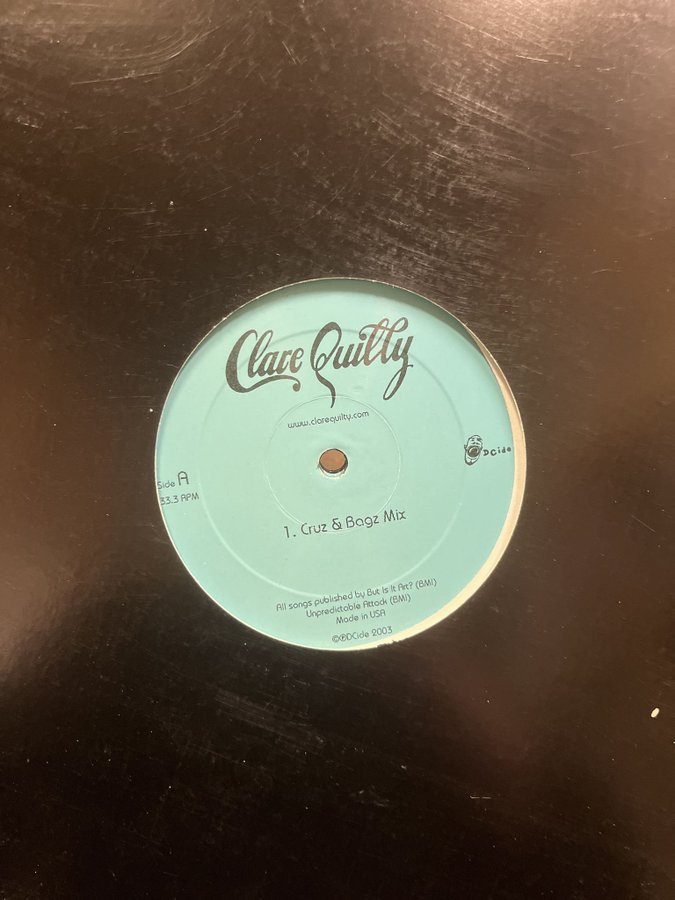 Clare Quilty
www.clarequilty.com
DCide
Side A
33.3 RPM
1. Cruz & Bagz Mix
All songs published by But Is It Art? (BMI)
Unpredictable Attack (BMI)
Made in USA
©℗DCide 2003